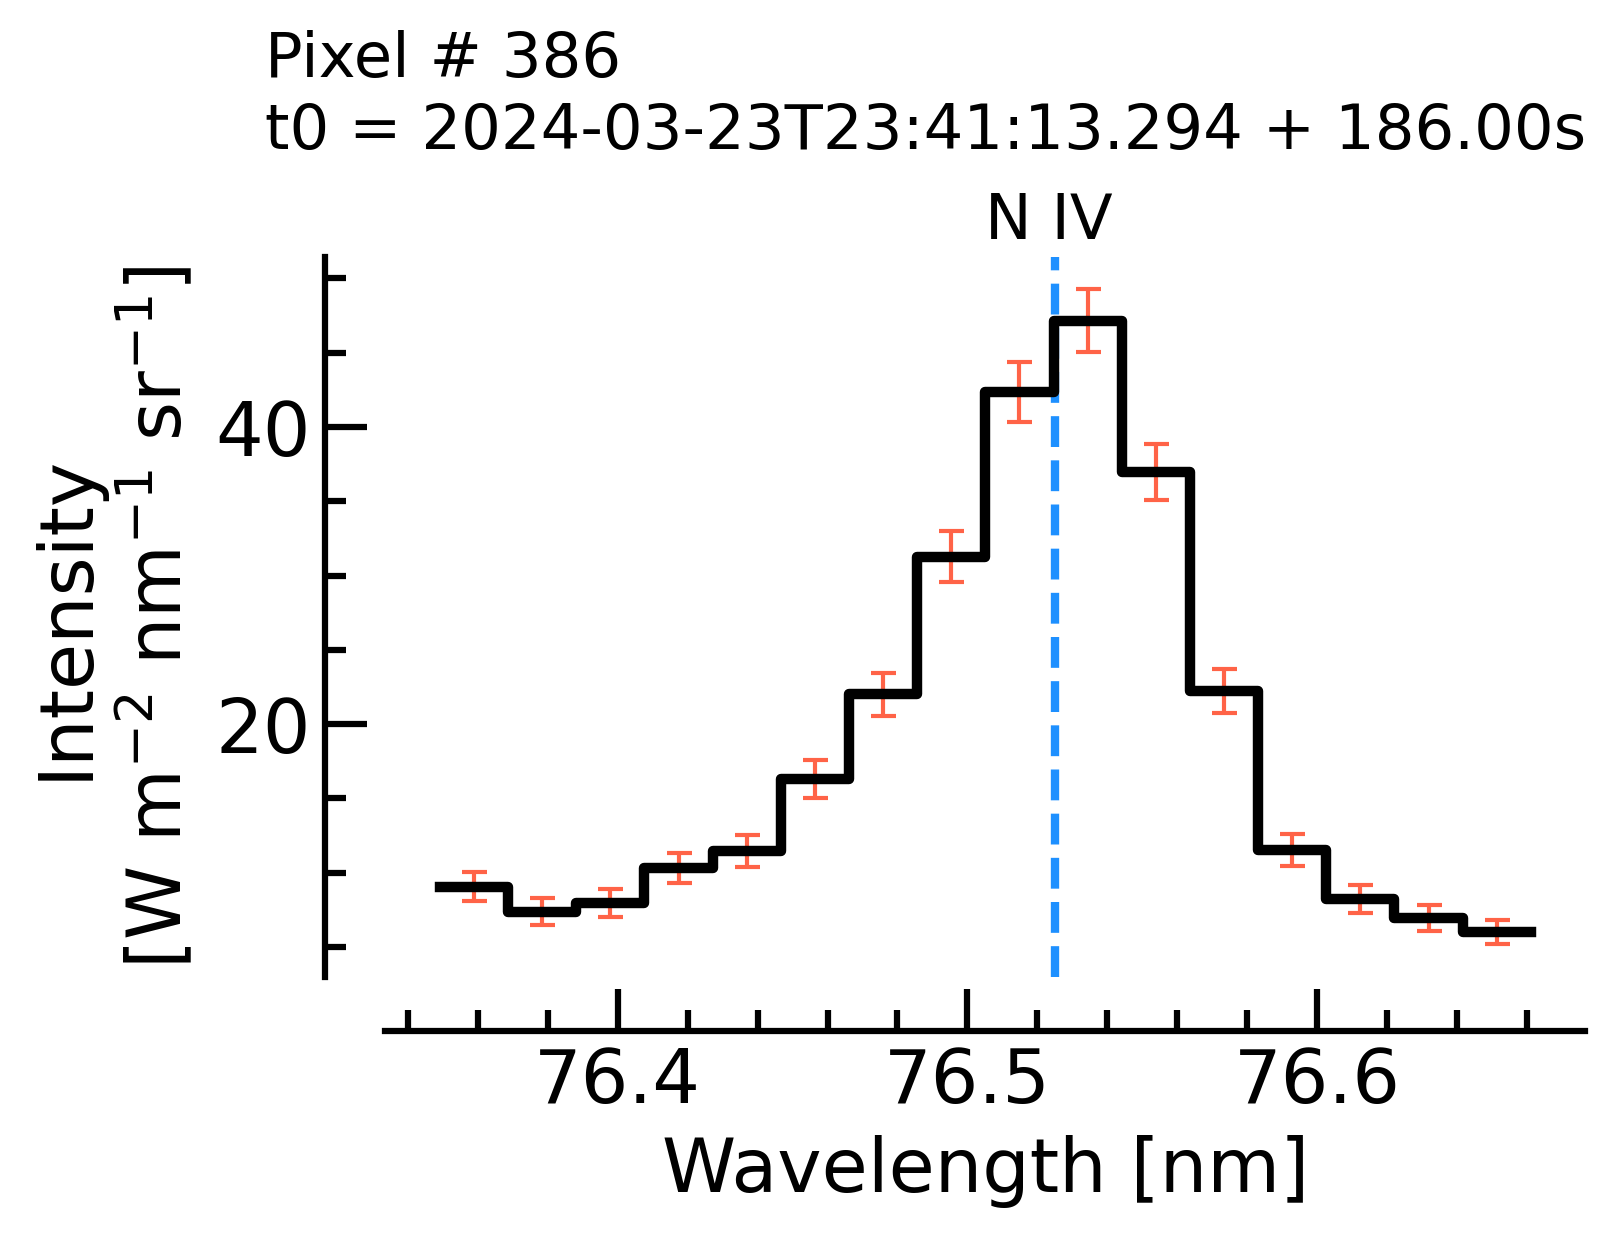 Pixel # 386
t0 = 2024-03-23T23:41:13.294 + 186.00s
N IV
Intensity
[W m⁻² nm⁻¹ sr⁻¹]
40
20
76.4 76.5 76.6
Wavelength [nm]